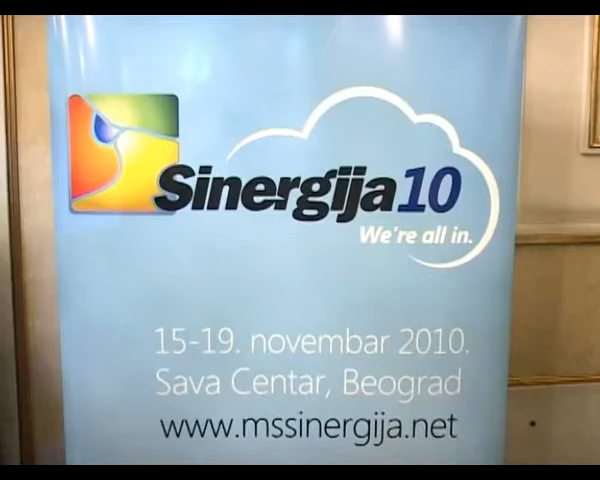 Sinergija10
We're all in.
15-19. novembar 2010.
Sava Centar, Beograd
www.mssinergija.net